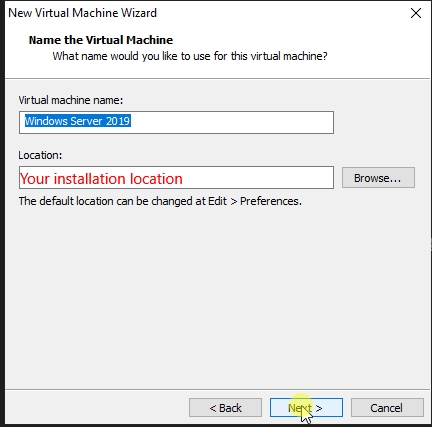 New Virtual Machine Wizard
Name the Virtual Machine
What name would you like to use for this virtual machine?
Virtual machine name:
Windows Server 2019
Location:
Your installation location
Browse...
The default location can be changed at Edit > Preferences.
< Back
Next >
Cancel